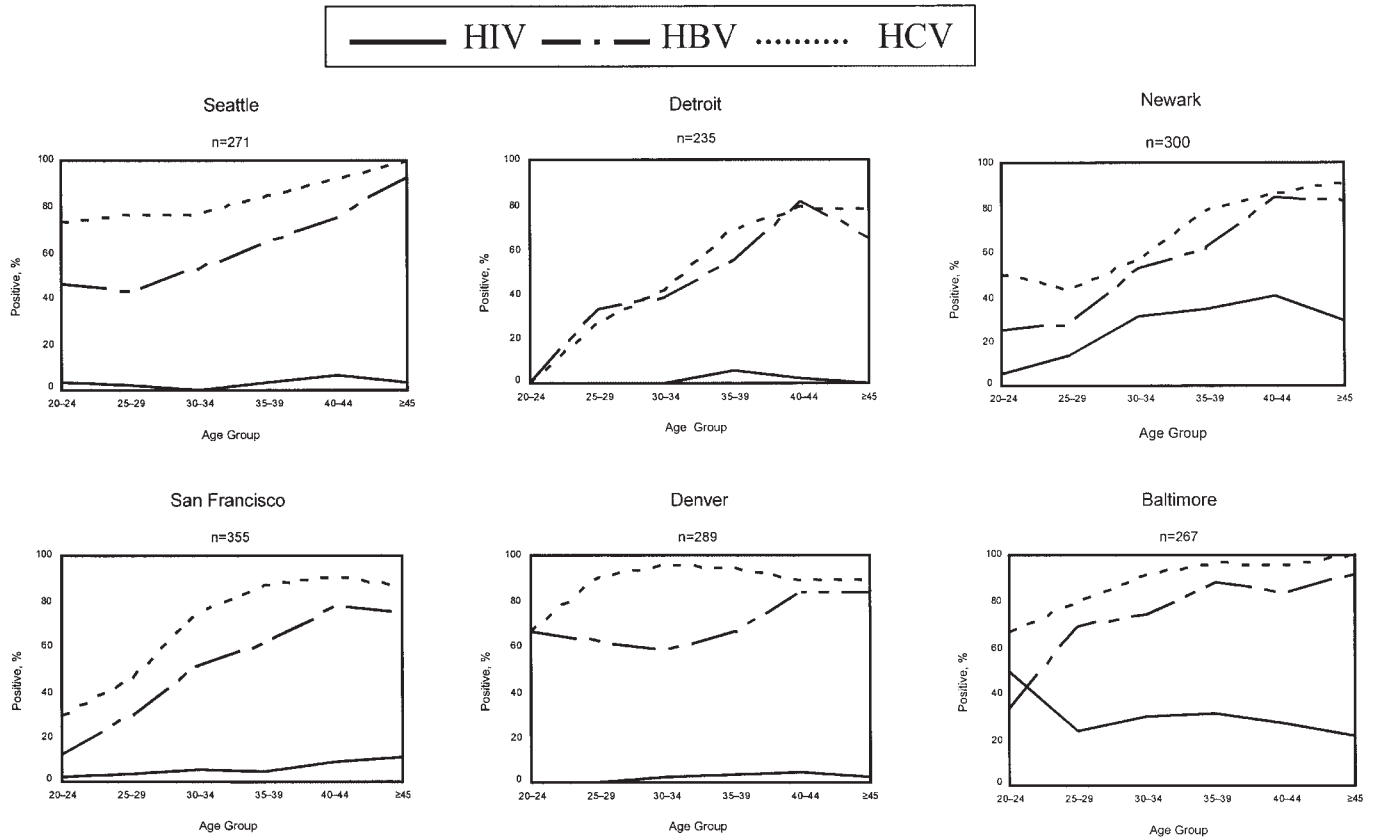 HIV HBV HCV
Seattle
n=271
Positive, %
100
80
60
40
20
0
20–24 25–29 30–34 35–39 40–44 ≥45
Age Group
Detroit
n=235
Positive, %
100
80
60
40
20
0
20–24 25–29 30–34 35–39 40–44 ≥45
Age Group
Newark
n=300
Positive, %
100
80
60
40
20
0
20–24 25–29 30–34 35–39 40–44 ≥45
Age Group
San Francisco
n=355
Positive, %
100
80
60
40
20
0
20–24 25–29 30–34 35–39 40–44 ≥45
Age Group
Denver
n=289
Positive, %
100
80
60
40
20
0
20–24 25–29 30–34 35–39 40–44 ≥45
Age Group
Baltimore
n=267
Positive, %
100
80
60
40
20
0
20–24 25–29 30–34 35–39 40–44 ≥45
Age Group